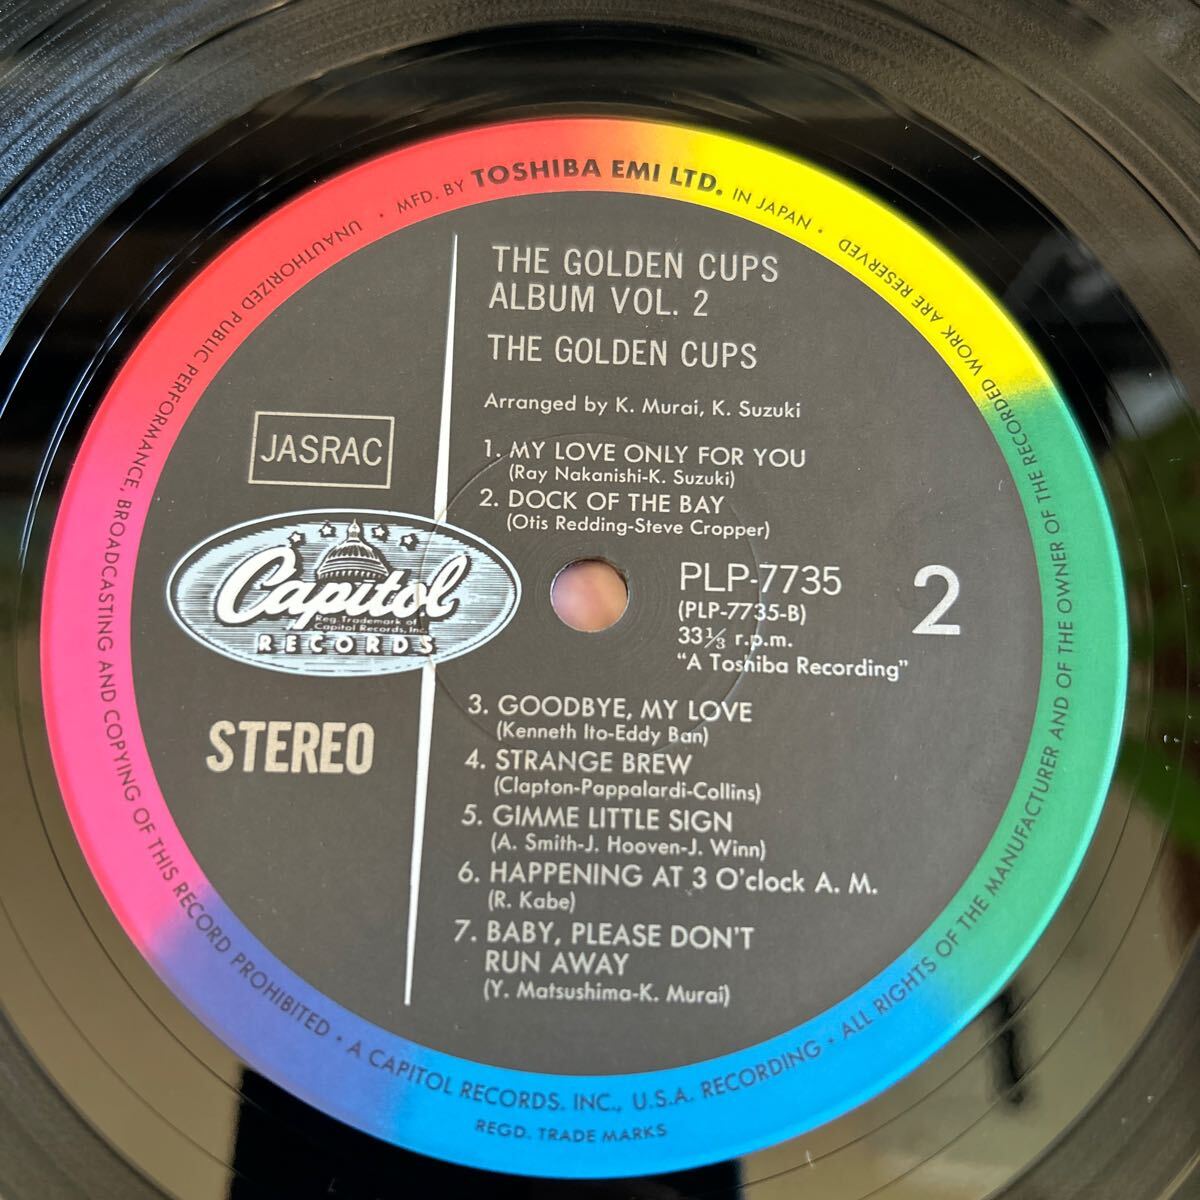 MFD. BY TOSHIBA EMI LTD. IN JAPAN • ALL RIGHTS OF THE MANUFACTURER AND OF THE OWNER OF THE RECORDED WORK ARE RESERVED
UNAUTHORIZED PUBLIC PERFORMANCE, BROADCASTING AND COPYING OF THIS RECORD PROHIBITED • A CAPITOL RECORDS, INC., U.S.A. RECORDING •
REGD. TRADE MARKS
THE GOLDEN CUPS
ALBUM VOL. 2
THE GOLDEN CUPS
Arranged by K. Murai, K. Suzuki
JASRAC
1. MY LOVE ONLY FOR YOU
(Ray Nakanishi-K. Suzuki)
2. DOCK OF THE BAY
(Otis Redding-Steve Cropper)
Capitol
Reg. Trademark of
Capitol Records, Inc.
RECORDS
PLP-7735
(PLP-7735-B)
33⅓ r.p.m.
"A Toshiba Recording"
2
STEREO
3. GOODBYE, MY LOVE
(Kenneth Ito-Eddy Ban)
4. STRANGE BREW
(Clapton-Pappalardi-Collins)
5. GIMME LITTLE SIGN
(A. Smith-J. Hooven-J. Winn)
6. HAPPENING AT 3 O'clock A. M.
(R. Kabe)
7. BABY, PLEASE DON'T
RUN AWAY
(Y. Matsushima-K. Murai)